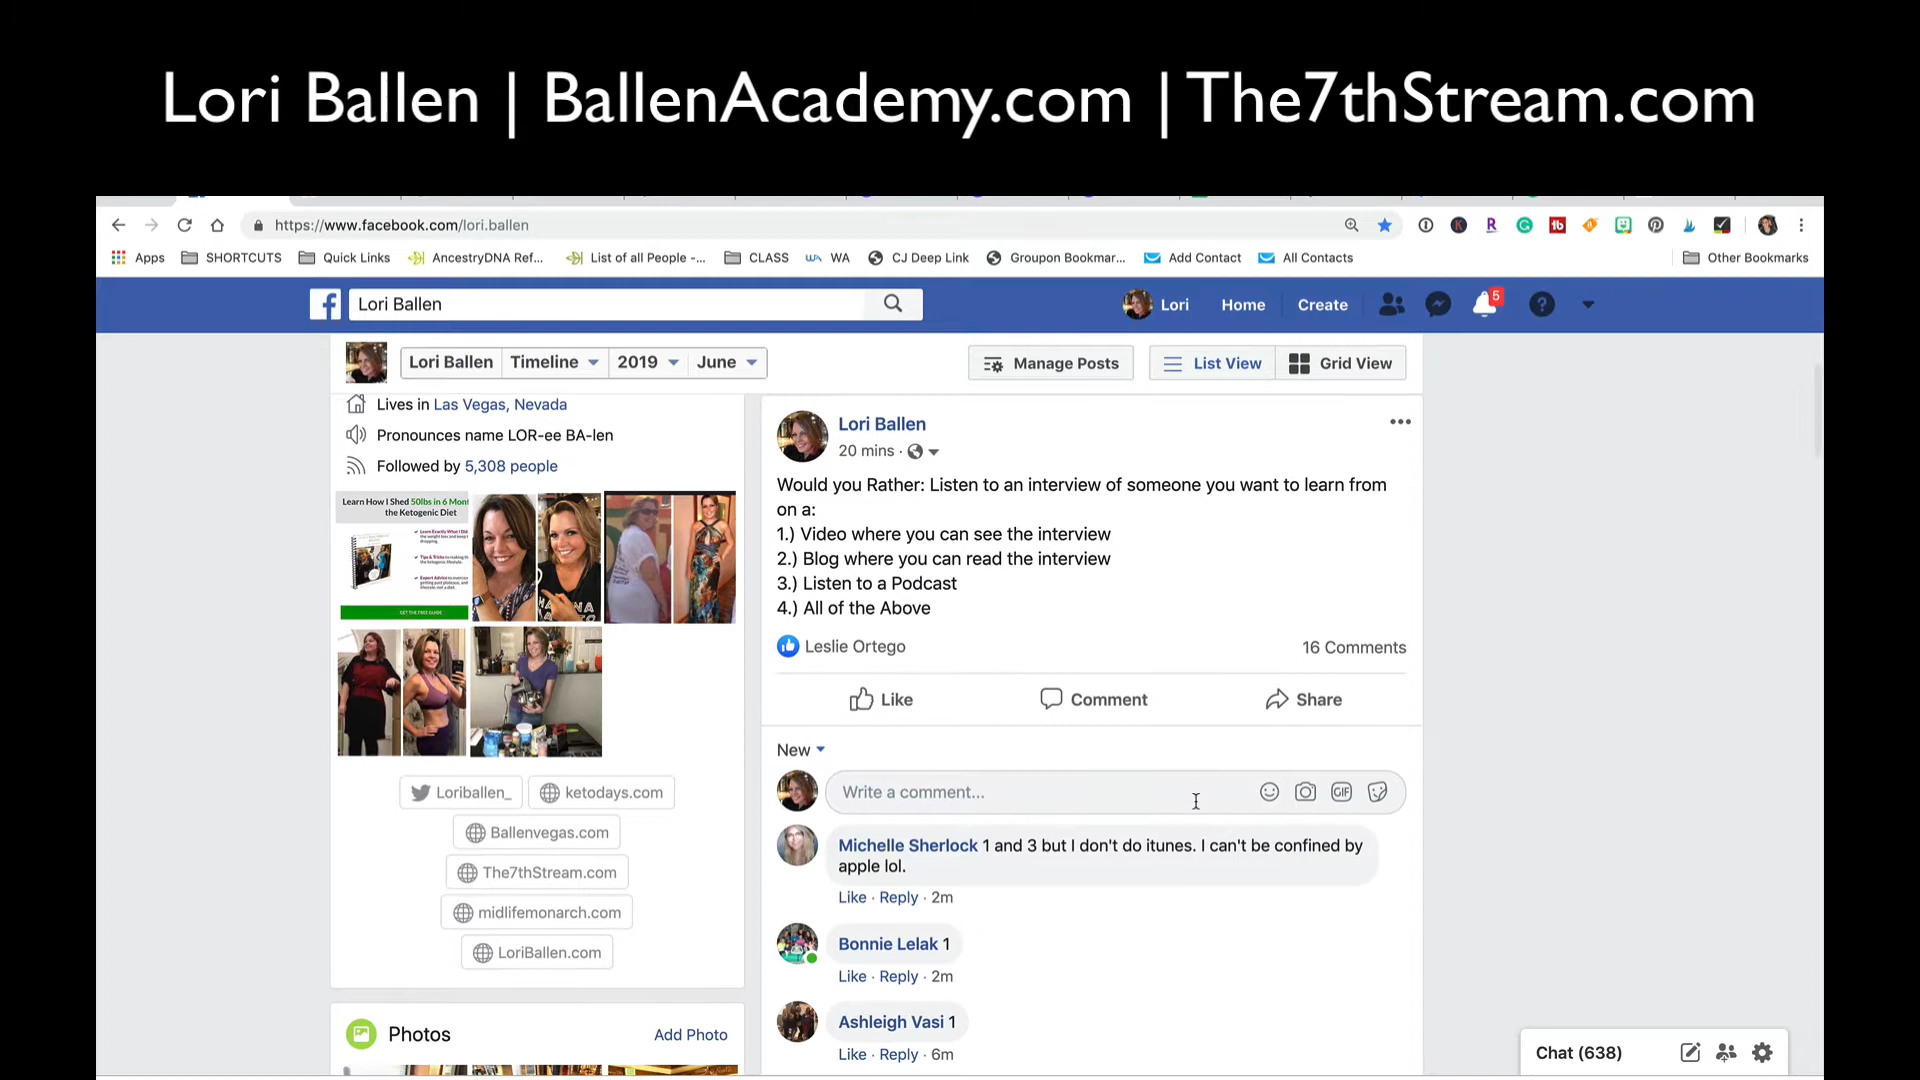 Lori Ballen | BallenAcademy.com | The7thStream.com
https://www.facebook.com/lori.ballen
Apps
SHORTCUTS
Quick Links
AncestryDNA Ref...
List of all People -...
CLASS
WA
CJ Deep Link
Groupon Bookmar...
Add Contact
All Contacts
Other Bookmarks
Lori Ballen
Lori
Home
Create
5
Lori Ballen
Timeline
2019
June
Manage Posts
List View
Grid View
Lives in Las Vegas, Nevada
Pronounces name LOR-ee BA-len
Followed by 5,308 people
Learn How I Shed 50lbs in 6 Mont
the Ketogenic Diet
GET THE FREE GUIDE
Loriballen_
ketodays.com
Ballenvegas.com
The7thStream.com
midlifemonarch.com
LoriBallen.com
Photos
Add Photo
Lori Ballen
20 mins ·
Would you Rather: Listen to an interview of someone you want to learn from
on a:
1.) Video where you can see the interview
2.) Blog where you can read the interview
3.) Listen to a Podcast
4.) All of the Above
Leslie Ortego
16 Comments
Like
Comment
Share
New
Write a comment...
GIF
Michelle Sherlock 1 and 3 but I don't do itunes. I can't be confined by
apple lol.
Like · Reply · 2m
Bonnie Lelak 1
Like · Reply · 2m
Ashleigh Vasi 1
Like · Reply · 6m
Chat (638)